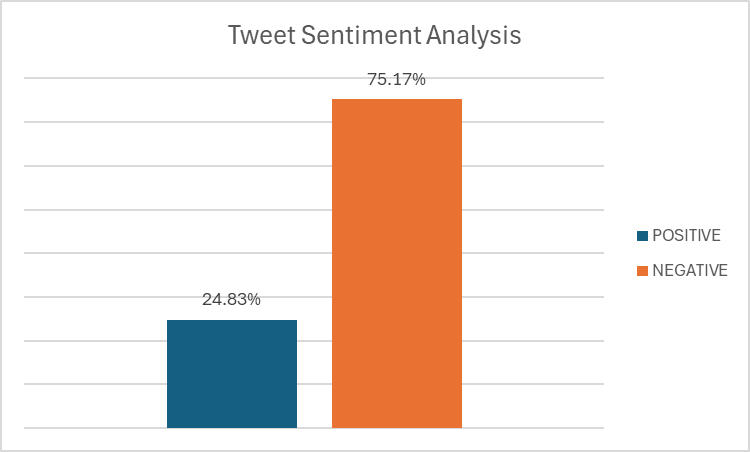 Tweet Sentiment Analysis
75.17%
24.83%
POSITIVE
NEGATIVE